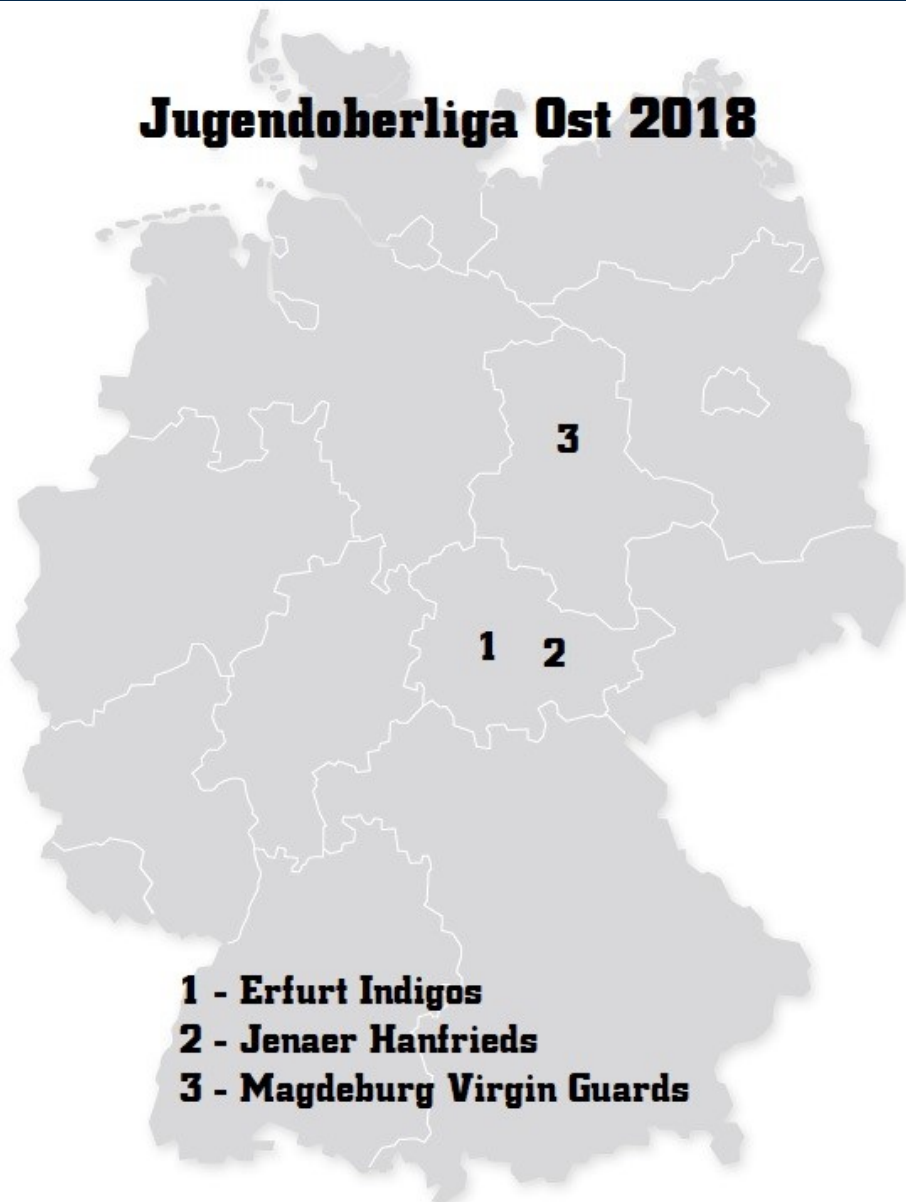 Jugendoberliga Ost 2018
3
1 2
1 - Erfurt Indigos
2 - Jenaer Hanfrieds
3 - Magdeburg Virgin Guards